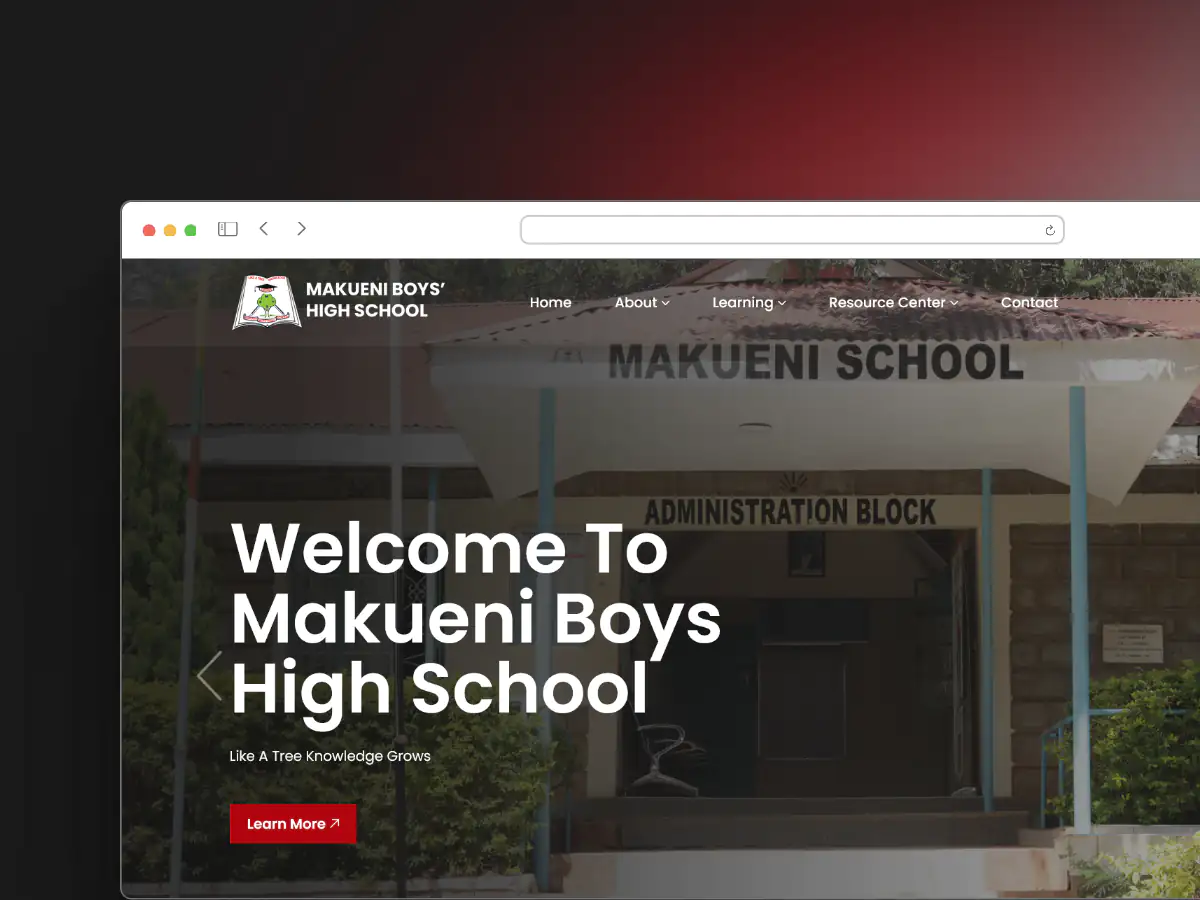 MAKUENI BOYS’
HIGH SCHOOL
Home
About
Learning
Resource Center
Contact
MAKUENI SCHOOL
ADMINISTRATION BLOCK
Welcome To
Makueni Boys
High School
Like A Tree Knowledge Grows
Learn More